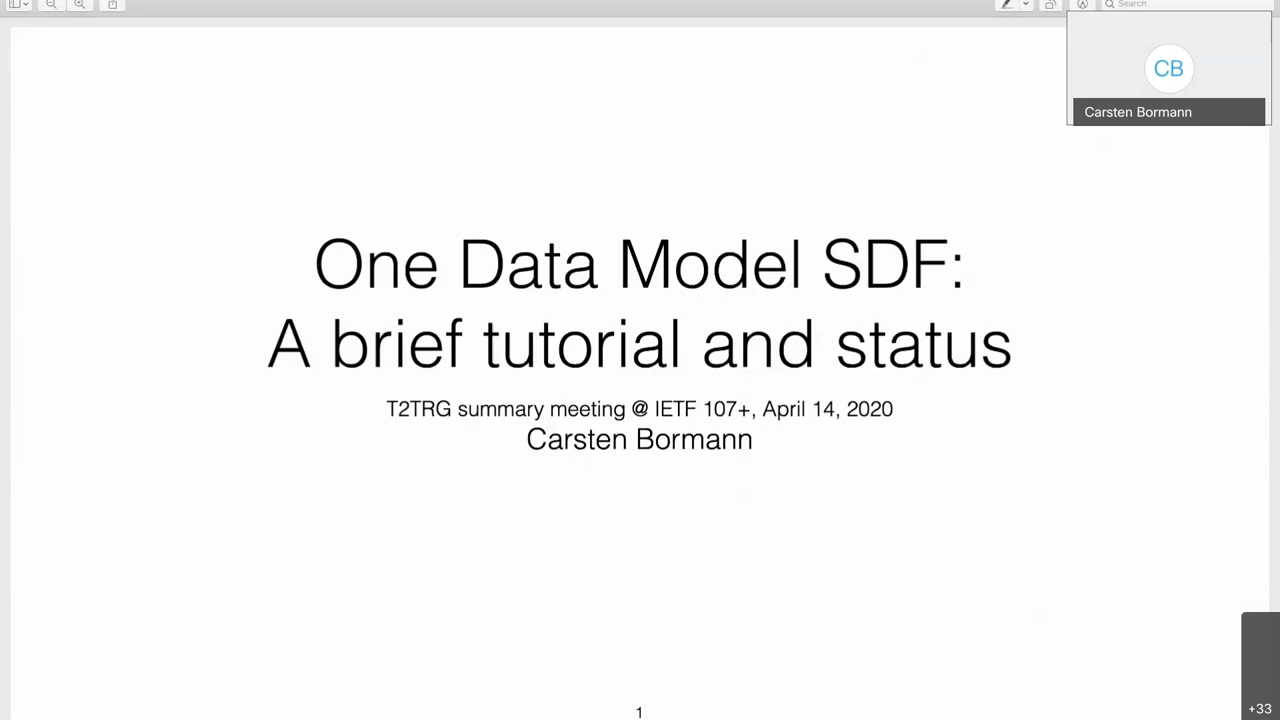 Search
CB
Carsten Bormann
One Data Model SDF:
A brief tutorial and status
T2TRG summary meeting @ IETF 107+, April 14, 2020
Carsten Bormann
1
+33